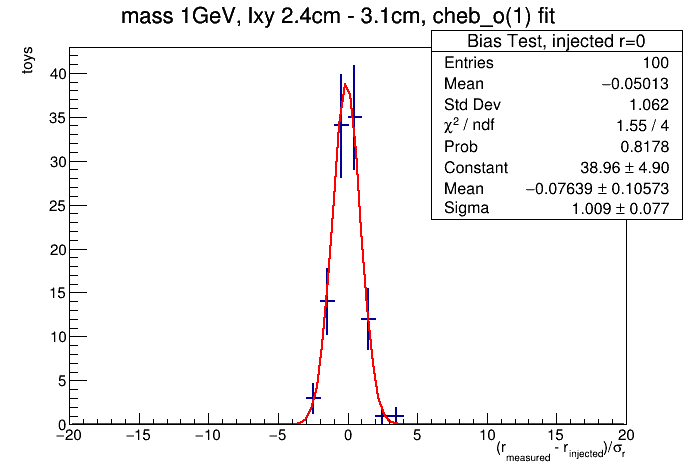 mass 1GeV, lxy 2.4cm - 3.1cm, cheb_o(1) fit
Bias Test, injected r=0
Entries 100
Mean −0.05013
Std Dev 1.062
χ² / ndf 1.55 / 4
Prob 0.8178
Constant 38.96 ± 4.90
Mean −0.07639 ± 0.10573
Sigma 1.009 ± 0.077
toys
40
35
30
25
20
15
10
5
0
−20 −15 −10 −5 0 5 10 15 20
(r_measured - r_injected)/σ_r